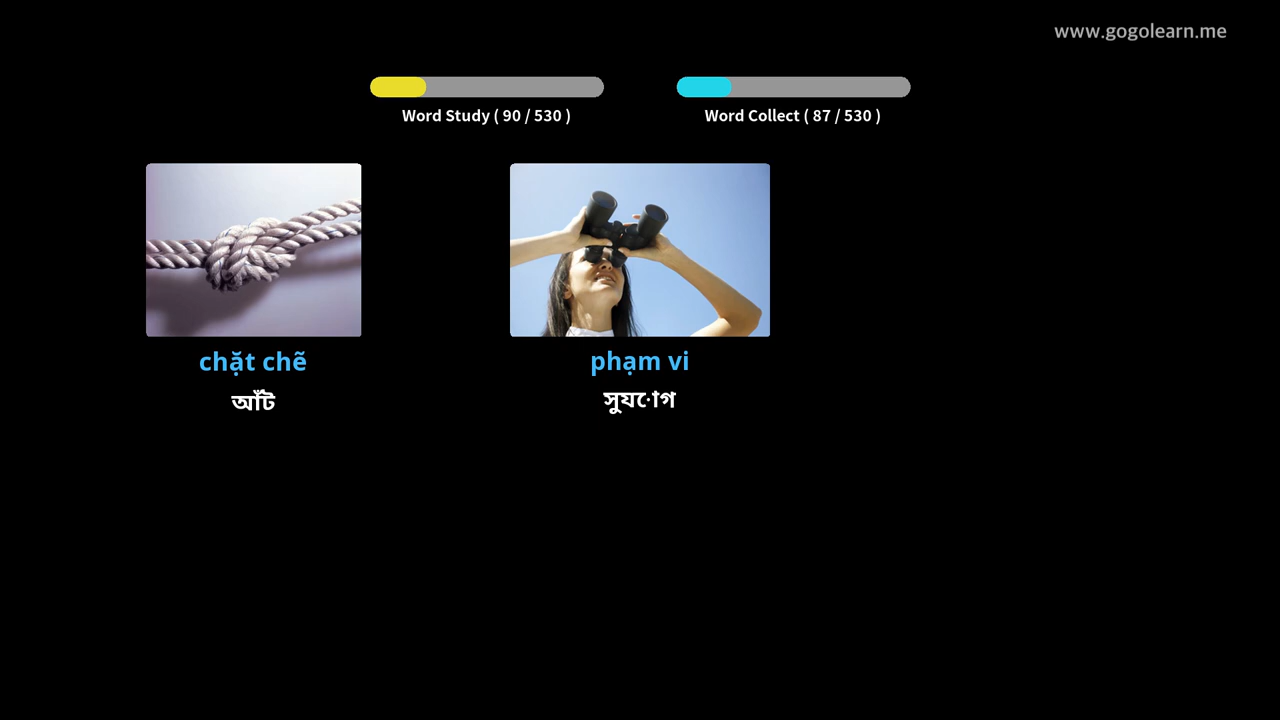 www.gogolearn.me
Word Study ( 90 / 530 )
Word Collect ( 87 / 530 )
chặt chẽ
আঁট
phạm vi
সুযোগ